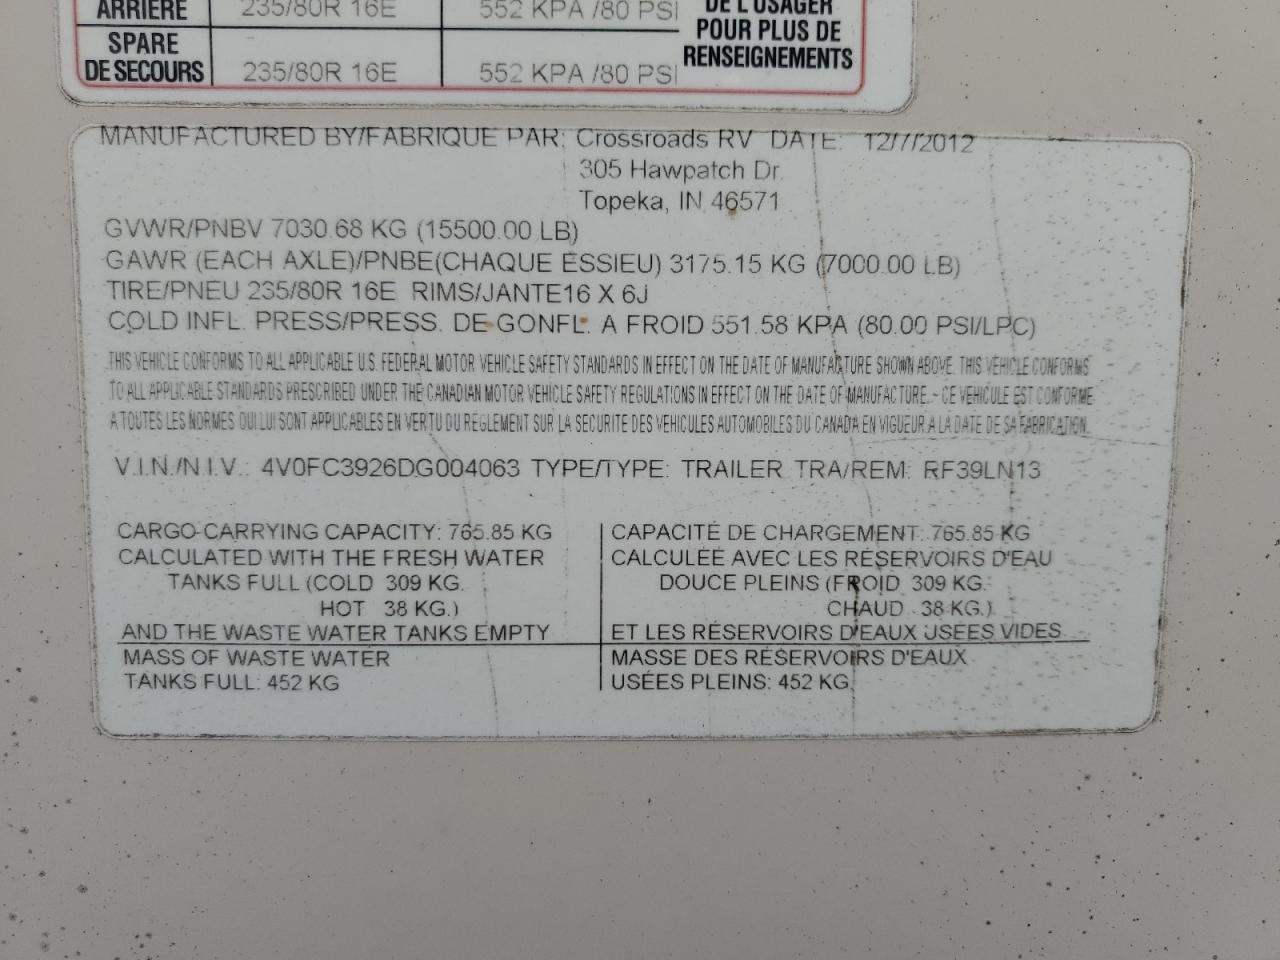 ARRIÈRE 235/80R 16E 552 KPA /80 PSI DE L'USAGER
POUR PLUS DE
SPARE RENSEIGNEMENTS
DE SECOURS 235/80R 16E 552 KPA /80 PSI
MANUFACTURED BY/FABRIQUE PAR: Crossroads RV DATE: 12/7/2012
305 Hawpatch Dr.
Topeka, IN 46571
GVWR/PNBV 7030.68 KG (15500.00 LB)
GAWR (EACH AXLE)/PNBE(CHAQUE ESSIEU) 3175.15 KG (7000.00 LB)
TIRE/PNEU 235/80R 16E RIMS/JANTE16 X 6J
COLD INFL. PRESS/PRESS. DE GONFL. A FROID 551.58 KPA (80.00 PSI/LPC)
THIS VEHICLE CONFORMS TO ALL APPLICABLE U.S. FEDERAL MOTOR VEHICLE SAFETY STANDARDS IN EFFECT ON THE DATE OF MANUFACTURE SHOWN ABOVE. THIS VEHICLE CONFORMS
TO ALL APPLICABLE STANDARDS PRESCRIBED UNDER THE CANADIAN MOTOR VEHICLE SAFETY REGULATIONS IN EFFECT ON THE DATE OF MANUFACTURE. - CE VEHICULE EST CONFORME
A TOUTES LES NORMES QUI LUI SONT APPLICABLES EN VERTU DU REGLEMENT SUR LA SECURITE DES VEHICULES AUTOMOBILES DU CANADA EN VIGUEUR A LA DATE DE SA FABRICATION.
V.I.N./N.I.V.: 4V0FC3926DG004063 TYPE/TYPE: TRAILER TRA/REM: RF39LN13
CARGO CARRYING CAPACITY: 765.85 KG
CALCULATED WITH THE FRESH WATER
TANKS FULL (COLD 309 KG.
HOT 38 KG.)
AND THE WASTE WATER TANKS EMPTY
MASS OF WASTE WATER
TANKS FULL: 452 KG
CAPACITÉ DE CHARGEMENT: 765.85 KG
CALCULÉE AVEC LES RÉSERVOIRS D'EAU
DOUCE PLEINS (FROID 309 KG.
CHAUD 38 KG.)
ET LES RÉSERVOIRS D'EAUX USÉES VIDES
MASSE DES RÉSERVOIRS D'EAUX
USÉES PLEINS: 452 KG